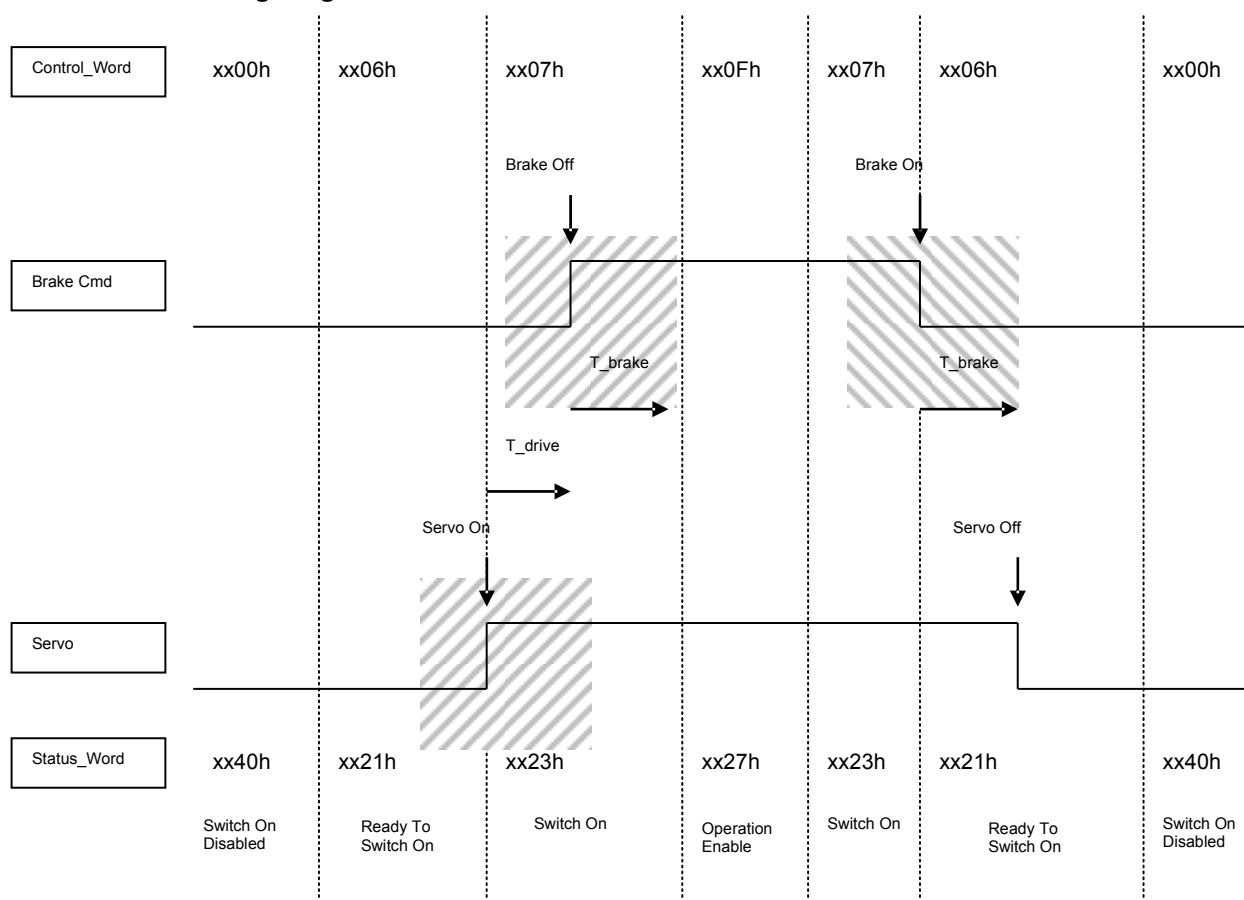 Control_Word
xx00h
xx06h
xx07h
xx0Fh
xx07h
xx06h
xx00h
Brake Off
Brake On
Brake Cmd
T_brake
T_brake
T_drive
Servo On
Servo Off
Servo
Status_Word
xx40h
xx21h
xx23h
xx27h
xx23h
xx21h
xx40h
Switch On
Disabled
Ready To
Switch On
Switch On
Operation
Enable
Switch On
Ready To
Switch On
Switch On
Disabled